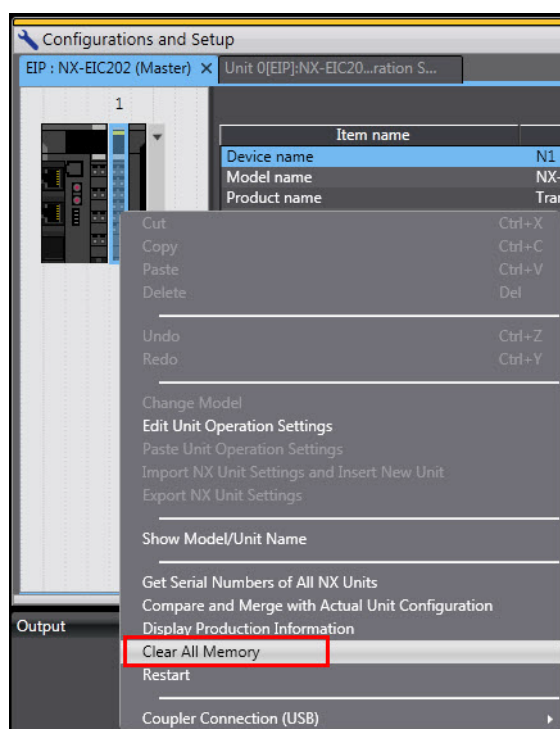 Configurations and Setup
EIP : NX-EIC202 (Master) × Unit 0[EIP]:NX-EIC20...ration S...
1
Item name
Device name N1
Model name NX-
Product name Tran
Cut Ctrl+X
Copy Ctrl+C
Paste Ctrl+V
Delete Del
Undo Ctrl+Z
Redo Ctrl+Y
Change Model
Edit Unit Operation Settings
Paste Unit Operation Settings
Import NX Unit Settings and Insert New Unit
Export NX Unit Settings
Show Model/Unit Name
Get Serial Numbers of All NX Units
Compare and Merge with Actual Unit Configuration
Output
Display Production Information
Clear All Memory
Restart
Coupler Connection (USB)